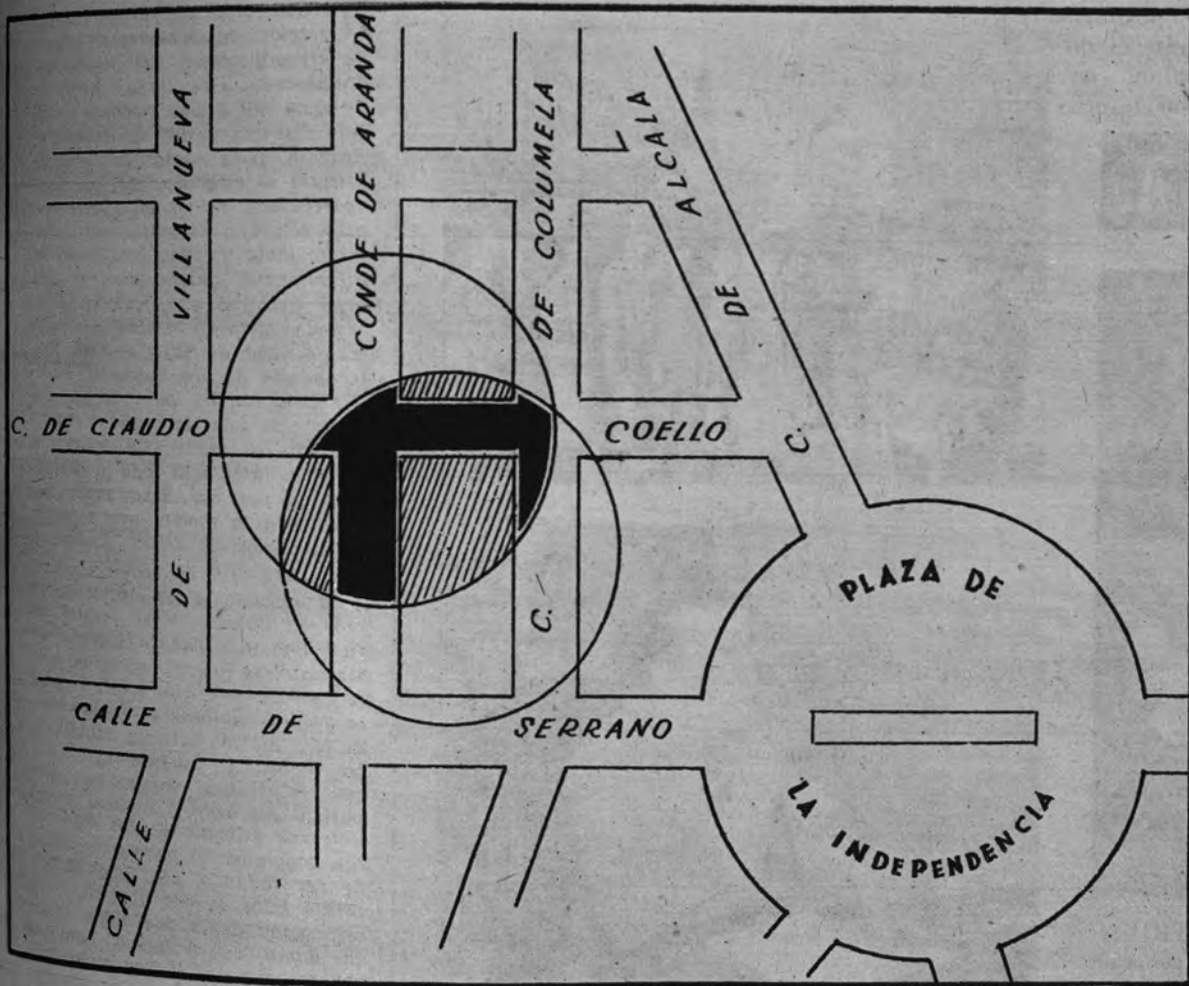 CALLE DE VILLANUEVA
CONDE DE ARANDA
C. DE COLUMELA
C. DE ALCALA
C. DE CLAUDIO COELLO
CALLE DE SERRANO
PLAZA DE
LA INDEPENDENCIA